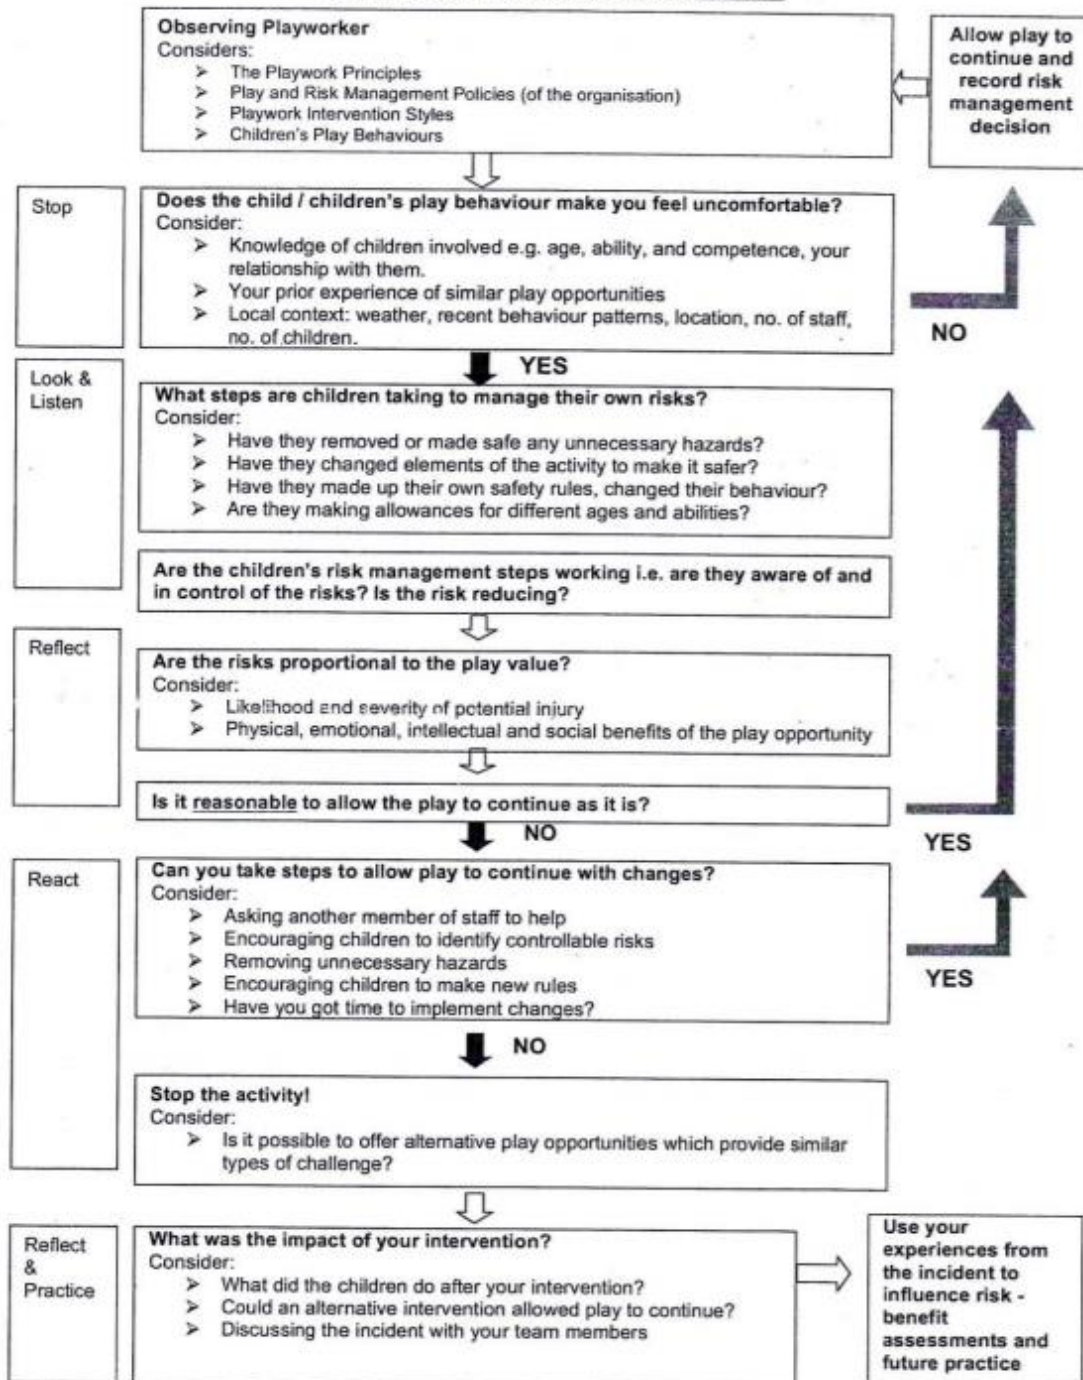 Observing Playworker
Considers:
➤ The Playwork Principles
➤ Play and Risk Management Policies (of the organisation)
➤ Playwork Intervention Styles
➤ Children's Play Behaviours
Allow play to
continue and
record risk
management
decision
Stop
Does the child / children's play behaviour make you feel uncomfortable?
Consider:
➤ Knowledge of children involved e.g. age, ability, and competence, your
relationship with them.
➤ Your prior experience of similar play opportunities
➤ Local context: weather, recent behaviour patterns, location, no. of staff,
no. of children.
NO
YES
Look &
Listen
What steps are children taking to manage their own risks?
Consider:
➤ Have they removed or made safe any unnecessary hazards?
➤ Have they changed elements of the activity to make it safer?
➤ Have they made up their own safety rules, changed their behaviour?
➤ Are they making allowances for different ages and abilities?
Are the children's risk management steps working i.e. are they aware of and
in control of the risks? Is the risk reducing?
Reflect
Are the risks proportional to the play value?
Consider:
➤ Likelihood and severity of potential injury
➤ Physical, emotional, intellectual and social benefits of the play opportunity
Is it reasonable to allow the play to continue as it is?
NO
YES
React
Can you take steps to allow play to continue with changes?
Consider:
➤ Asking another member of staff to help
➤ Encouraging children to identify controllable risks
➤ Removing unnecessary hazards
➤ Encouraging children to make new rules
➤ Have you got time to implement changes?
YES
NO
Stop the activity!
Consider:
➤ Is it possible to offer alternative play opportunities which provide similar
types of challenge?
Reflect
&
Practice
What was the impact of your intervention?
Consider:
➤ What did the children do after your intervention?
➤ Could an alternative intervention allowed play to continue?
➤ Discussing the incident with your team members
Use your
experiences from
the incident to
influence risk -
benefit
assessments and
future practice